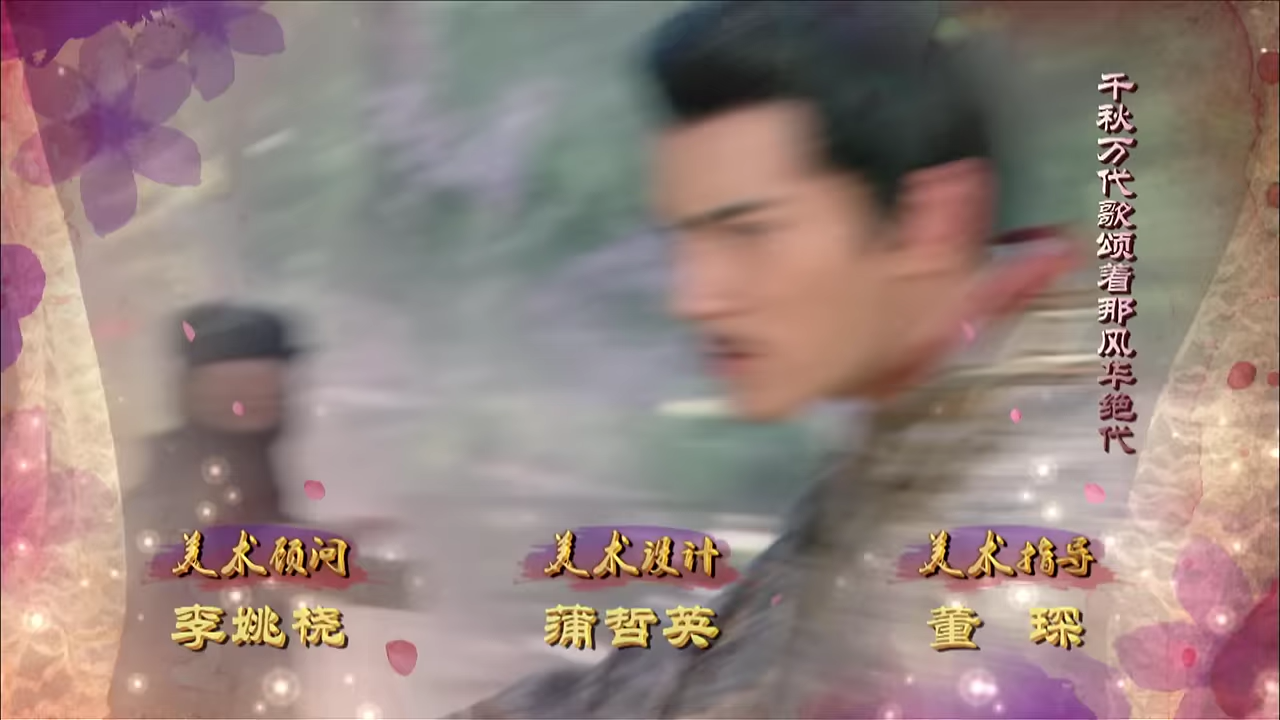 千秋万代歌颂着那风华绝代
美术顾问
李姚桡
美术设计
蒲哲英
美术指导
董 琛